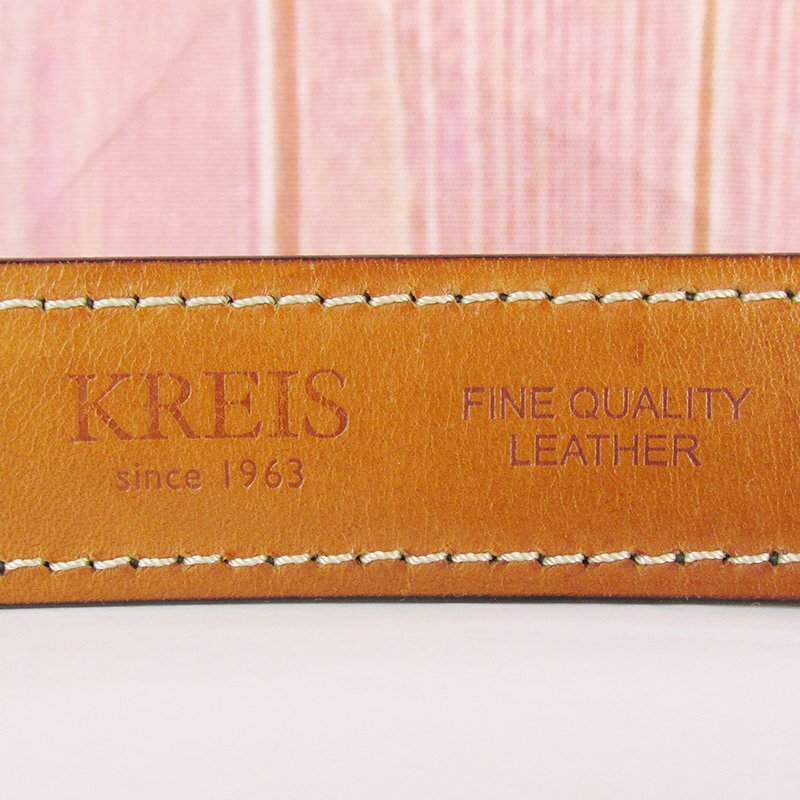 KREIS
since 1963
FINE QUALITY
LEATHER